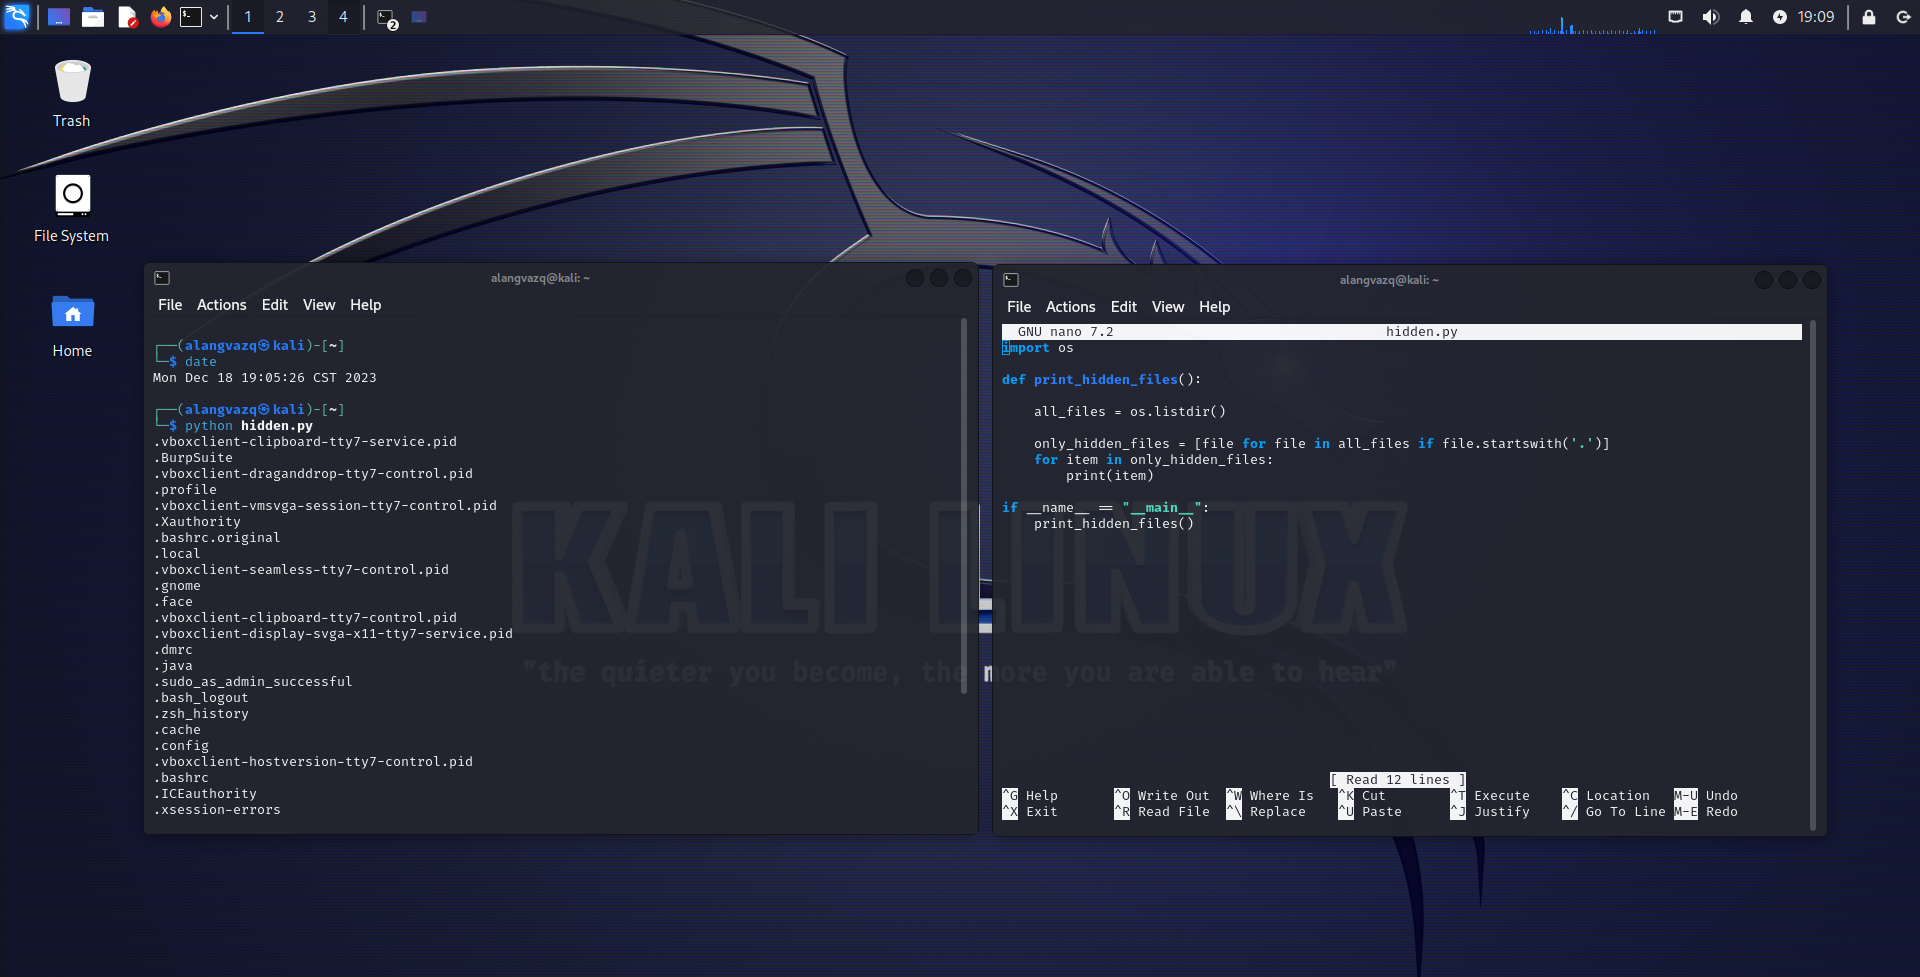 1 2 3 4 2 19:09
Trash
File System
Home
alangvazq@kali: ~
File Actions Edit View Help
┌──(alangvazq㉿kali)-[~]
└─$ date
Mon Dec 18 19:05:26 CST 2023
┌──(alangvazq㉿kali)-[~]
└─$ python hidden.py
.vboxclient-clipboard-tty7-service.pid
.BurpSuite
.vboxclient-draganddrop-tty7-control.pid
.profile
.vboxclient-vmsvga-session-tty7-control.pid
.Xauthority
.bashrc.original
.local
.vboxclient-seamless-tty7-control.pid
.gnome
.face
.vboxclient-clipboard-tty7-control.pid
.vboxclient-display-svga-x11-tty7-service.pid
.dmrc
.java
.sudo_as_admin_successful
.bash_logout
.zsh_history
.cache
.config
.vboxclient-hostversion-tty7-control.pid
.bashrc
.ICEauthority
.xsession-errors
alangvazq@kali: ~
File Actions Edit View Help
GNU nano 7.2 hidden.py
import os
def print_hidden_files():
    all_files = os.listdir()
    only_hidden_files = [file for file in all_files if file.startswith('.')]
    for item in only_hidden_files:
        print(item)
if __name__ == "__main__":
    print_hidden_files()
[ Read 12 lines ]
^G Help ^O Write Out ^W Where Is ^K Cut ^T Execute ^C Location M-U Undo
^X Exit ^R Read File ^\ Replace ^U Paste ^J Justify ^/ Go To Line M-E Redo
KALI LINUX
"the quieter you become, the more you are able to hear"